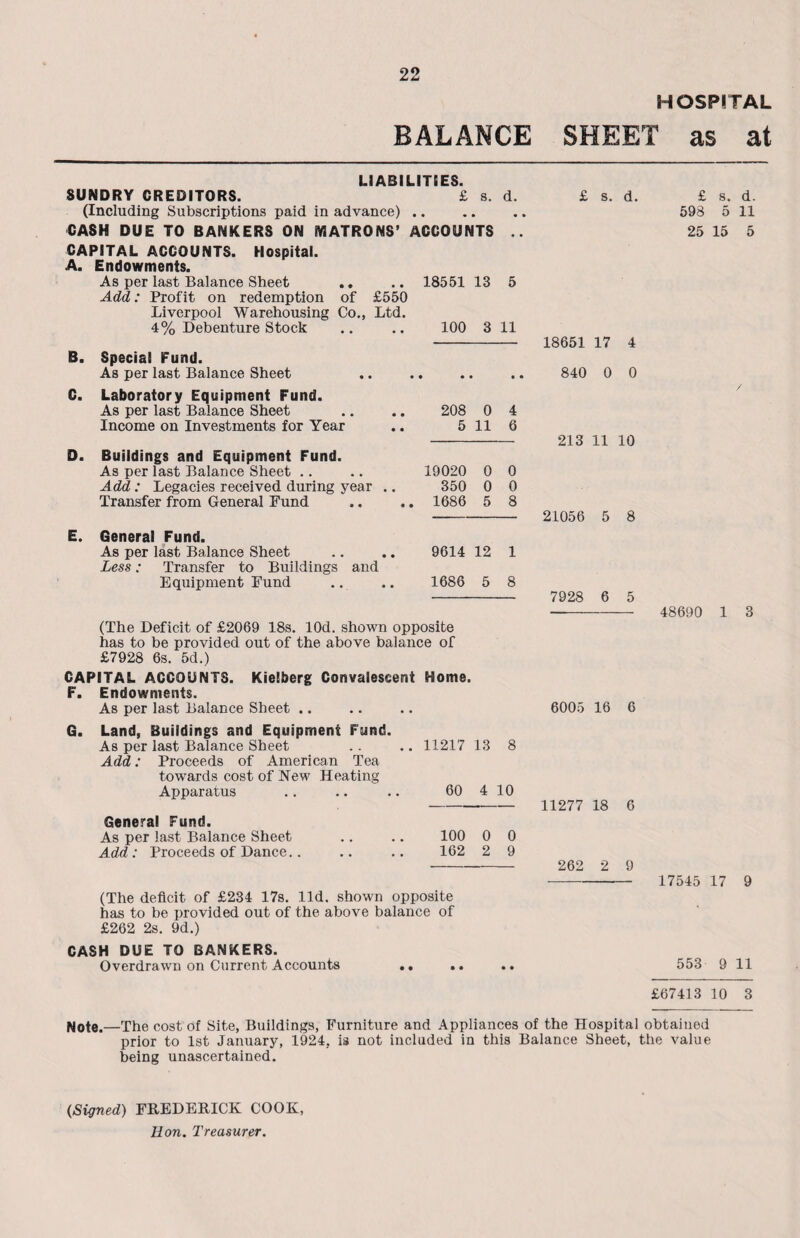 22
HOSPITAL
BALANCE SHEET as at
LIABILITIES.
SUNDRY CREDITORS. £ s. d. £ s. d. £ s. d.
(Including Subscriptions paid in advance) .. .. .. 598 5 11
CASH DUE TO BANKERS ON MATRONS' ACCOUNTS .. 25 15 5
CAPITAL ACCOUNTS. Hospital.
A. Endowments.
As per last Balance Sheet .. .. 18551 13 5
Add: Profit on redemption of £550
Liverpool Warehousing Co., Ltd.
4% Debenture Stock .. .. 100 3 11
18651 17 4
B. Special Fund.
As per last Balance Sheet .. .. .. .. 840 0 0
C. Laboratory Equipment Fund.
As per last Balance Sheet .. .. 208 0 4
Income on Investments for Year .. 5 11 6
213 11 10
D. Buildings and Equipment Fund.
As per last Balance Sheet .. .. 19020 0 0
Add: Legacies received during year .. 350 0 0
Transfer from General Fund .. .. 1686 5 8
21056 5 8
E. General Fund.
As per last Balance Sheet .. .. 9614 12 1
Less: Transfer to Buildings and
Equipment Fund .. .. 1686 5 8
7928 6 5
48690 1 3
(The Deficit of £2069 18s. 10d. shown opposite
has to be provided out of the above balance of
£7928 6s. 5d.)
CAPITAL ACCOUNTS. Kielberg Convalescent Home.
F. Endowments.
As per last Balance Sheet .. .. .. 6005 16 6
G. Land, Buildings and Equipment Fund.
As per last Balance Sheet .. .. 11217 13 8
Add: Proceeds of American Tea
towards cost of New Heating
Apparatus .. .. .. 60 4 10
11277 18 6
General Fund.
As per last Balance Sheet .. .. 100 0 0
Add: Proceeds of Dance.. .. .. 162 2 9
262 2 9
17545 17 9
(The deficit of £234 17s. 11d. shown opposite
has to be provided out of the above balance of
£262 2s. 9d.)
CASH DUE TO BANKERS.
Overdrawn on Current Accounts .. .. .. 553 9 11
£67413 10 3
Note.—The cost of Site, Buildings, Furniture and Appliances of the Hospital obtained
prior to 1st January, 1924, is not included in this Balance Sheet, the value
being unascertained.
(Signed) FREDERICK COOK,
Hon. Treasurer.